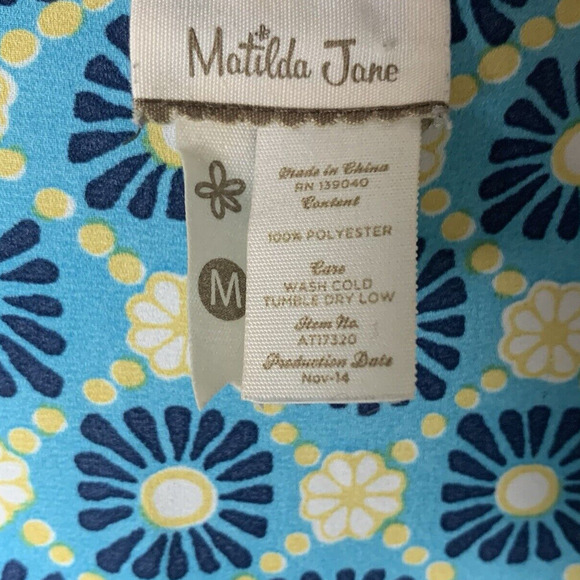 Matilda Jane
M
Made in China
RN 139040
Content
100% POLYESTER
Care
WASH COLD
TUMBLE DRY LOW
Item No.
AT17320
Production Date
Nov-14